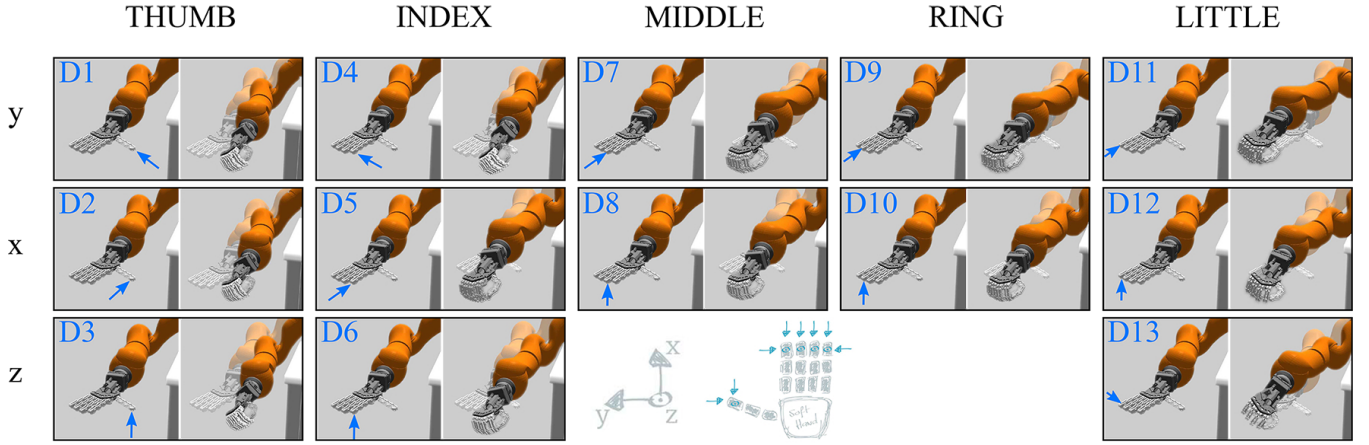 THUMB INDEX MIDDLE RING LITTLE
y D1 D4 D7 D9 D11
x D2 D5 D8 D10 D12
z D3 D6 D13
x
y z
Soft
Hand